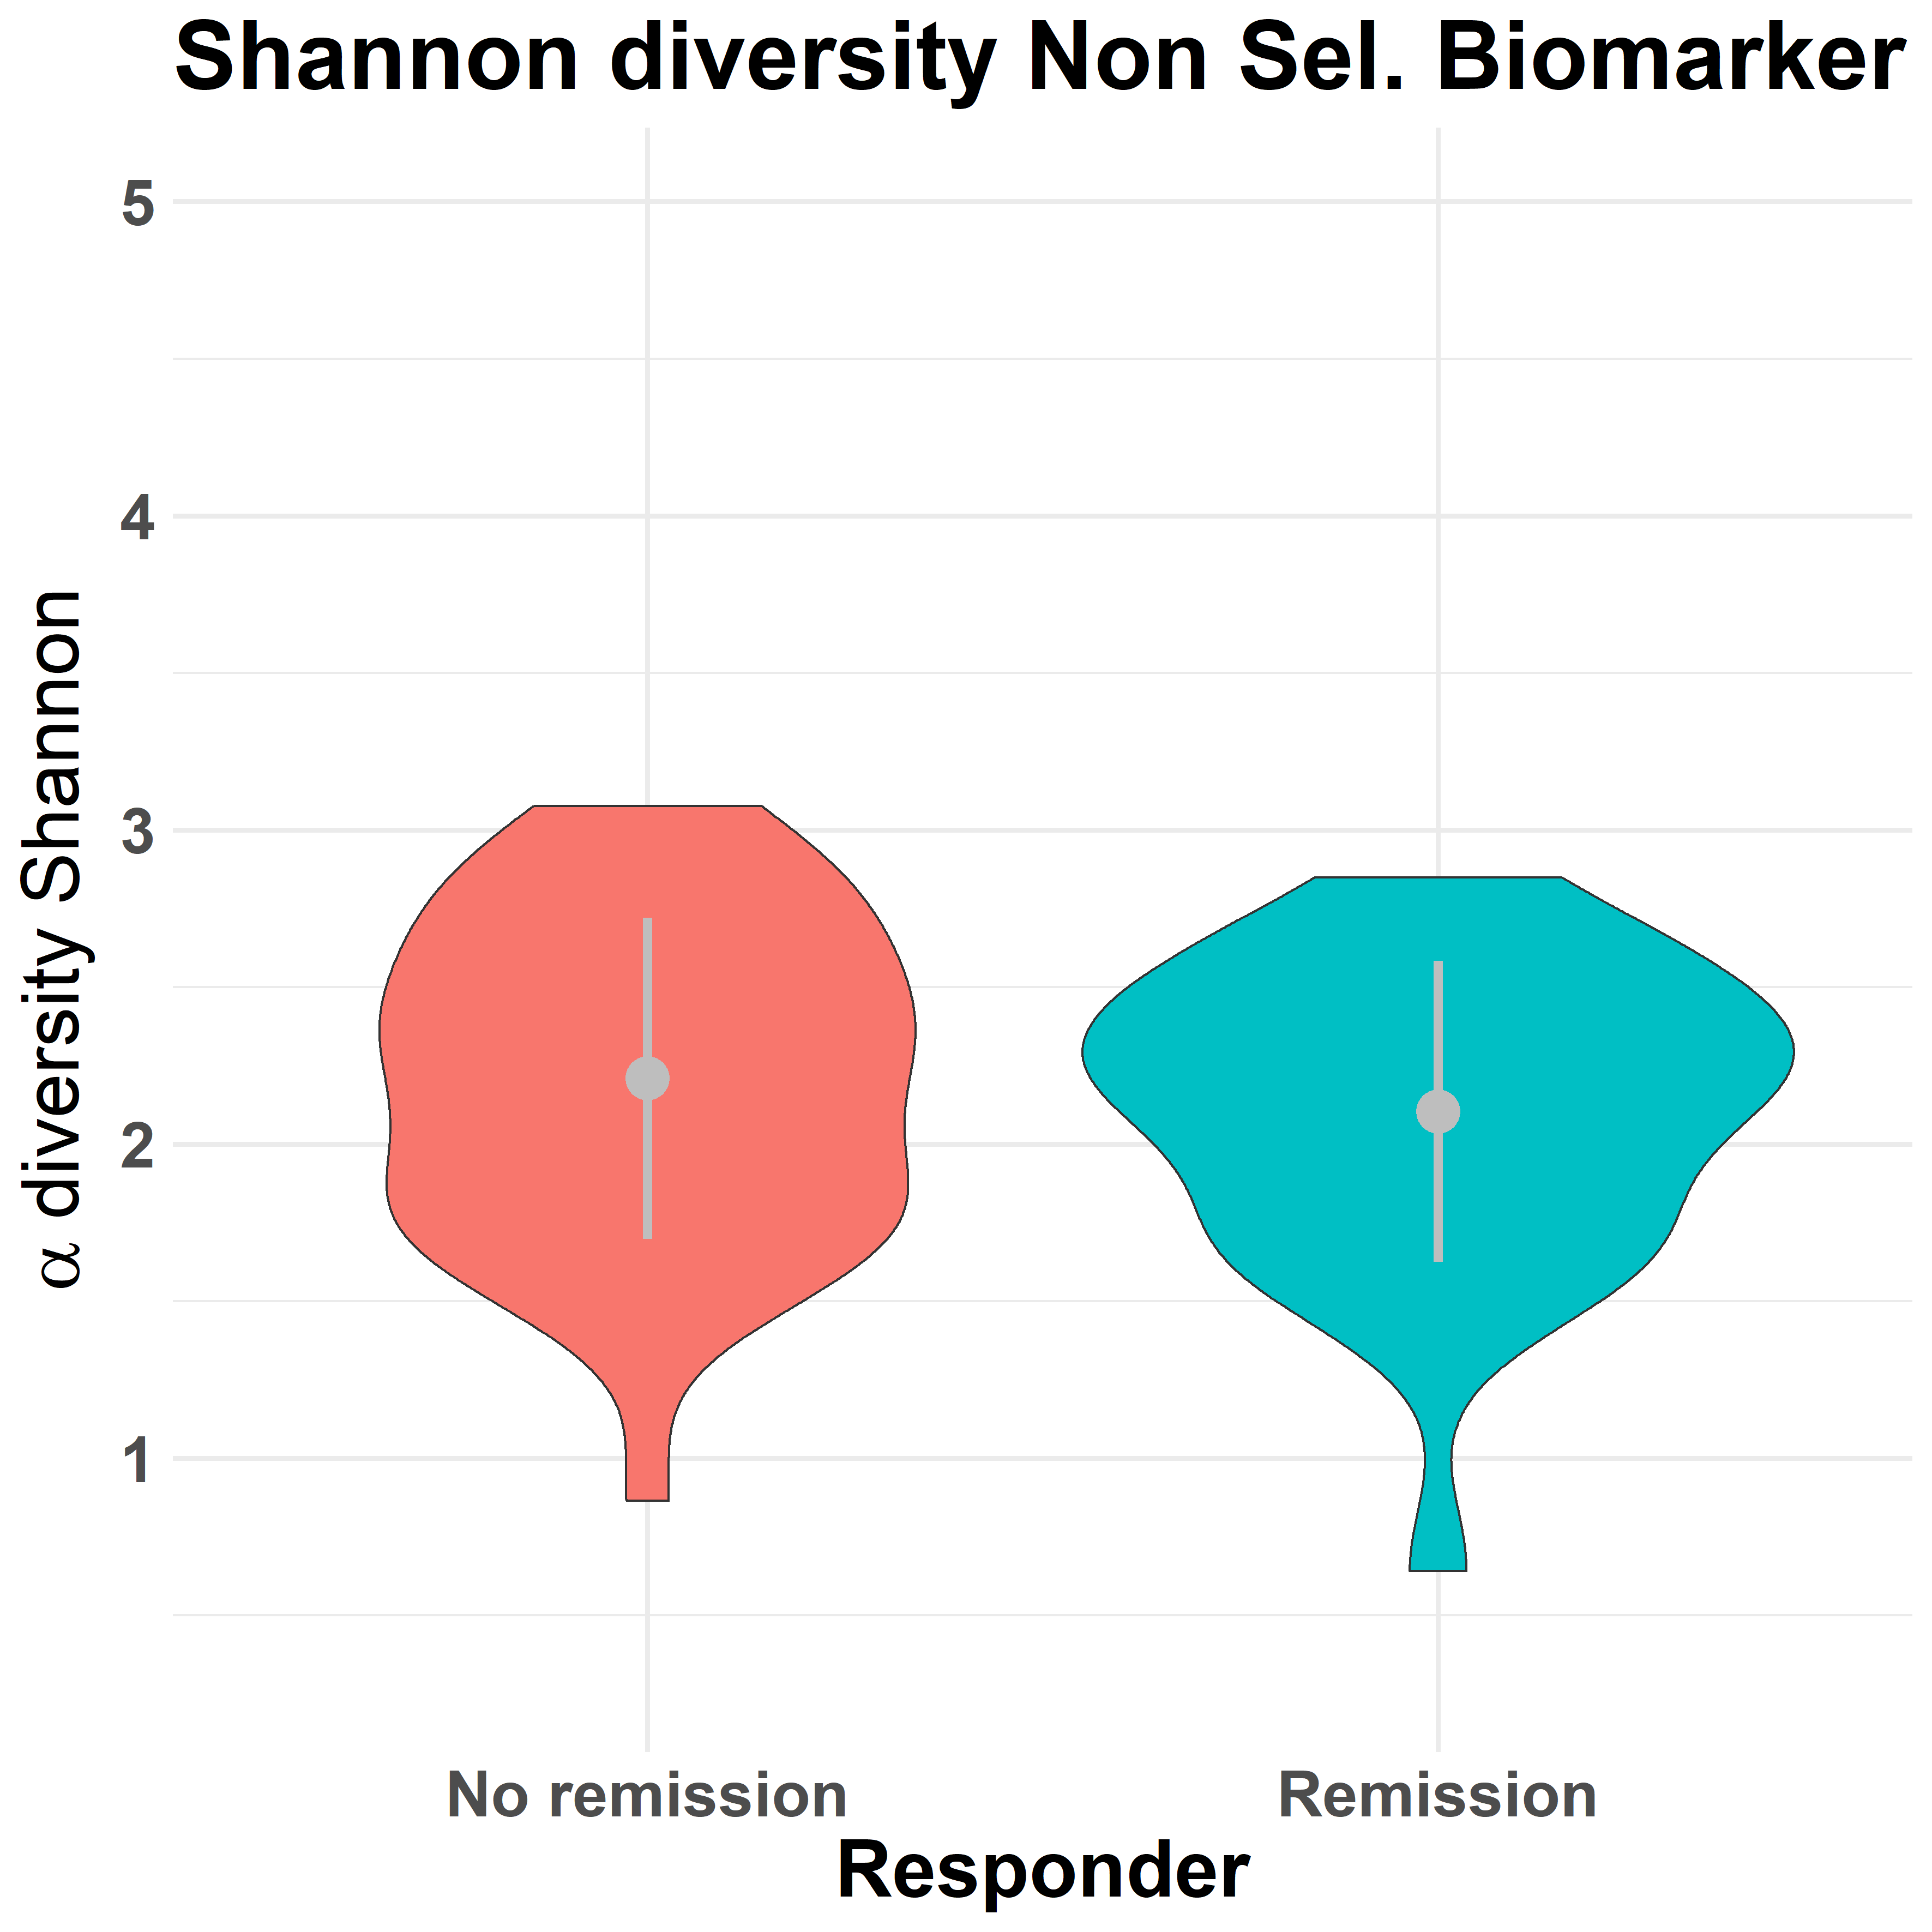 Shannon diversity Non Sel. Biomarker
α diversity Shannon
5
4
3
2
1
No remission Remission
Responder